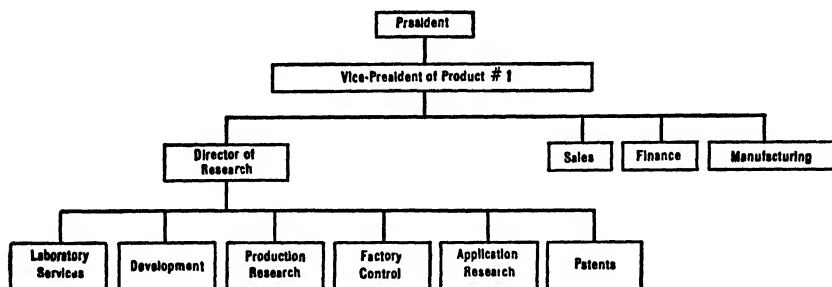 President
Vice-President of Product #1
Director of
Research
Sales
Finance
Manufacturing
Laboratory
Services
Development
Production
Research
Factory
Control
Application
Research
Patents